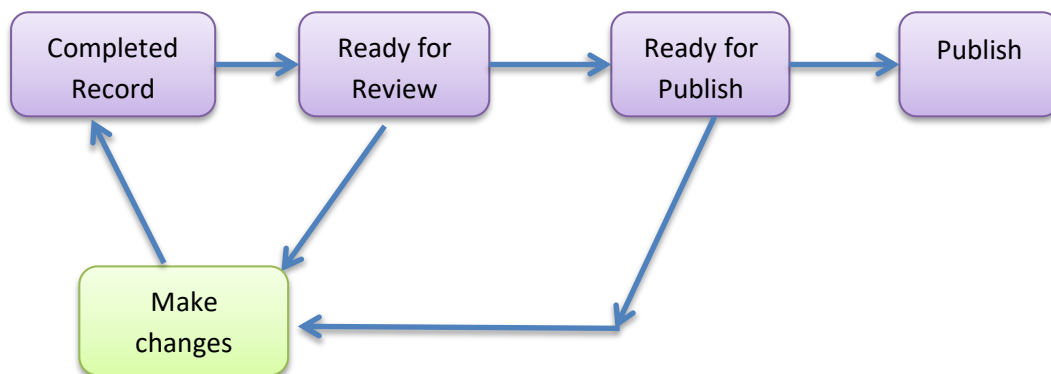 Completed
Record
Ready for
Review
Ready for
Publish
Publish
Make
changes